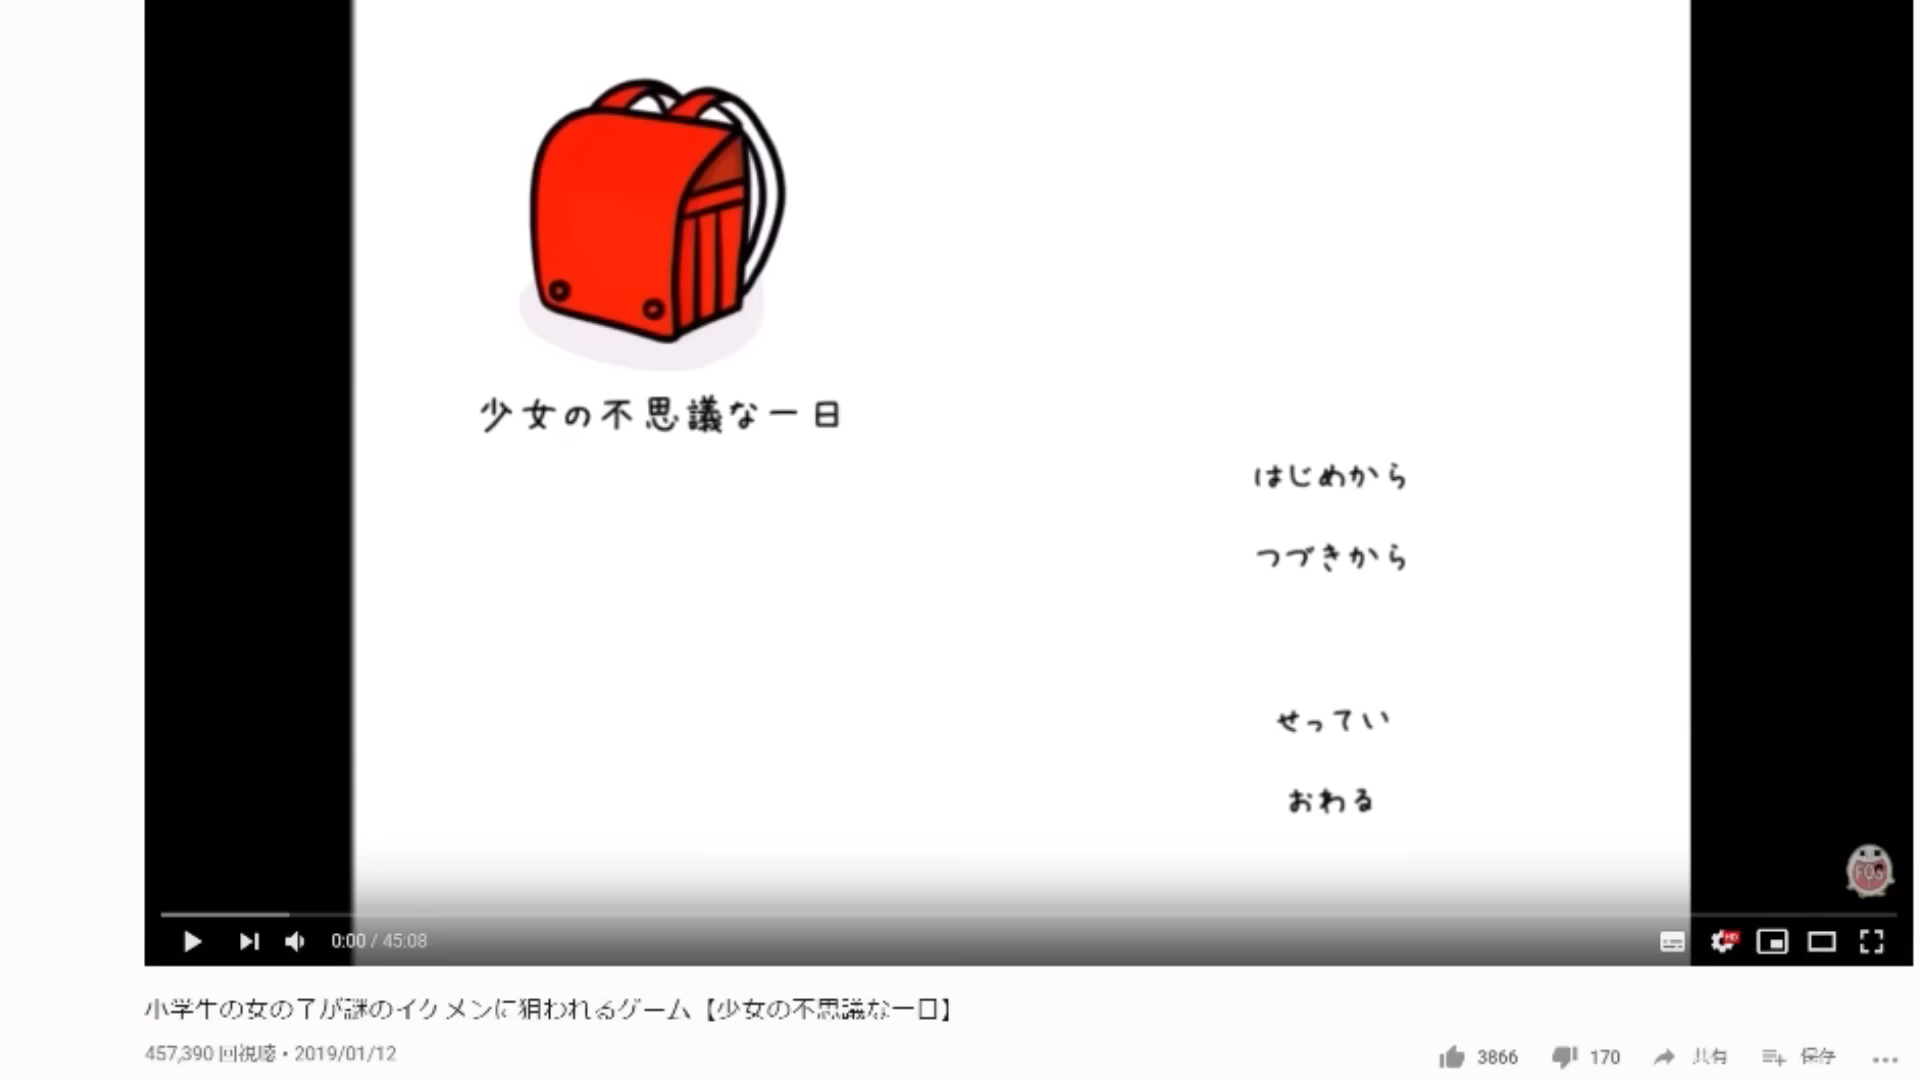 少女の不思議な一日
はじめから
つづきから
せってい
おわる
FOG
HD
0:00 / 45:08
小学生の女の子が謎のイケメンに狙われるゲーム【少女の不思議な一日】
457,390 回視聴・2019/01/12
3866
170
共有
保存